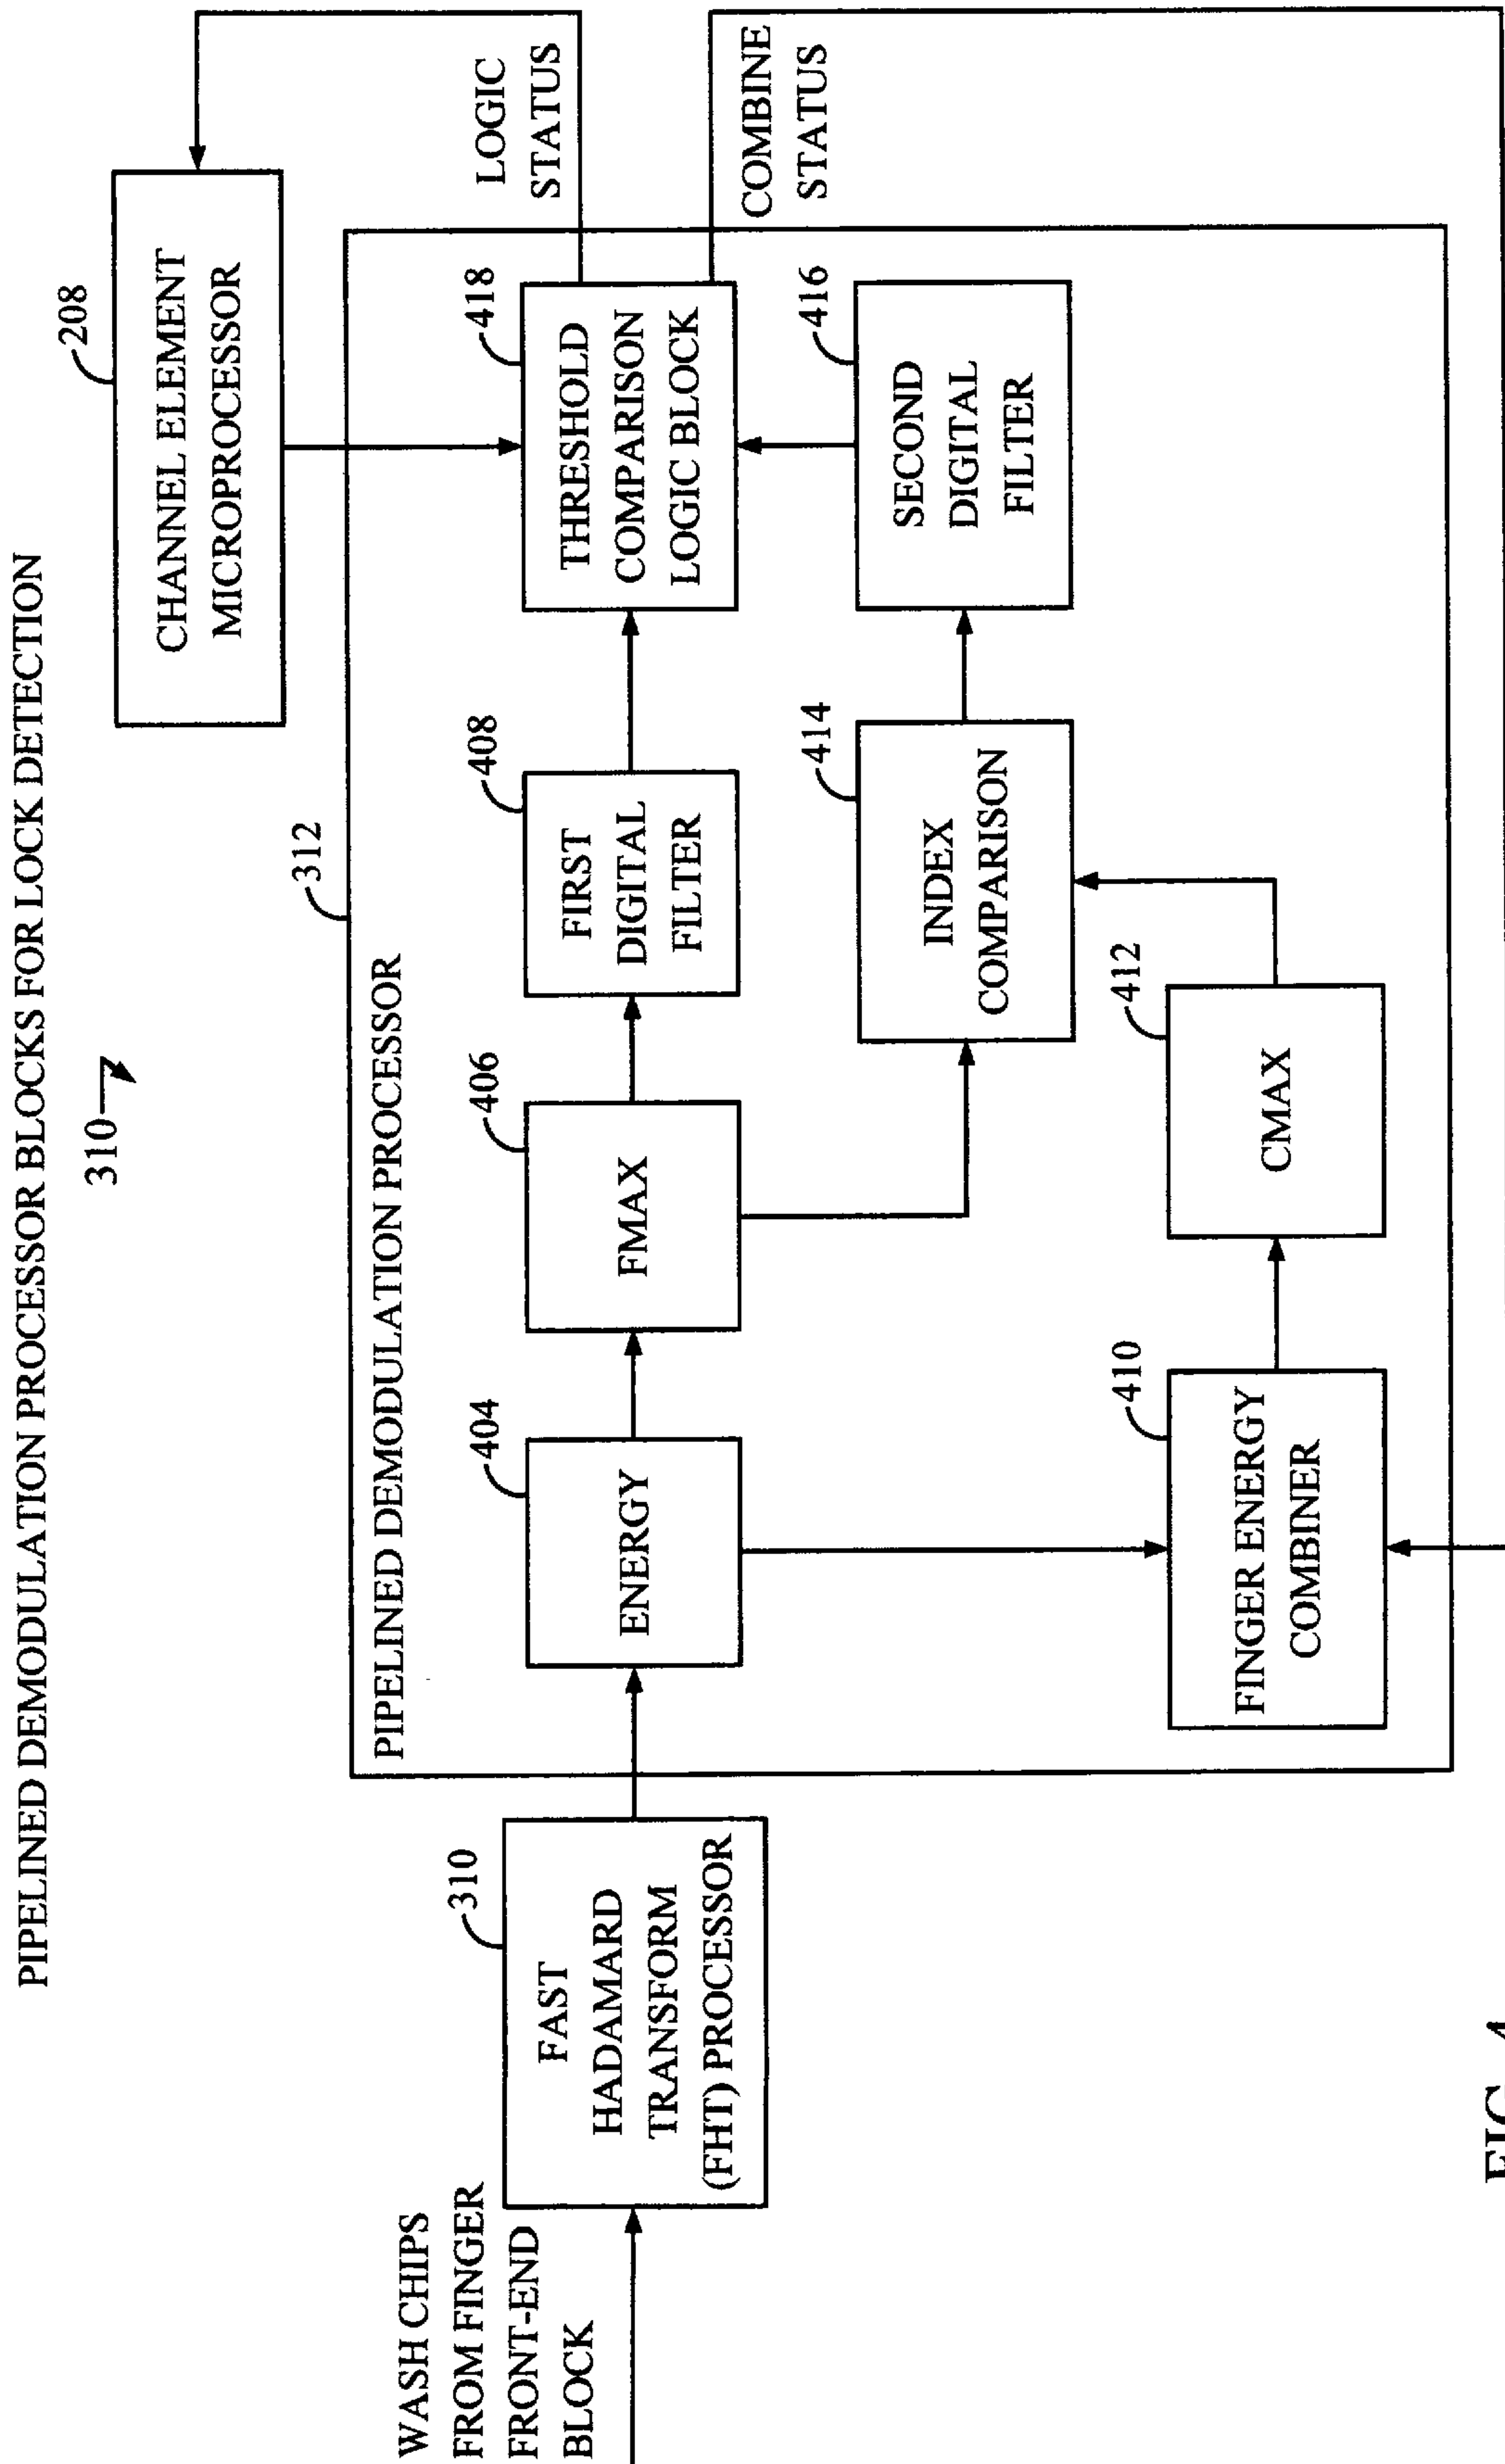 PIPELINED DEMODULATION PROCESSOR BLOCKS FOR LOCK DETECTION
310
208
CHANNEL ELEMENT
MICROPROCESSOR
LOGIC
STATUS
COMBINE
STATUS
312
PIPELINED DEMODULATION PROCESSOR
WASH CHIPS
FROM FINGER
FRONT-END
BLOCK
310
FAST
HADAMARD
TRANSFORM
(FHT) PROCESSOR
404
ENERGY
406
FMAX
408
FIRST
DIGITAL
FILTER
418
THRESHOLD
COMPARISON
LOGIC BLOCK
414
INDEX
COMPARISON
416
SECOND
DIGITAL
FILTER
410
FINGER ENERGY
COMBINER
412
CMAX
FIG. 4